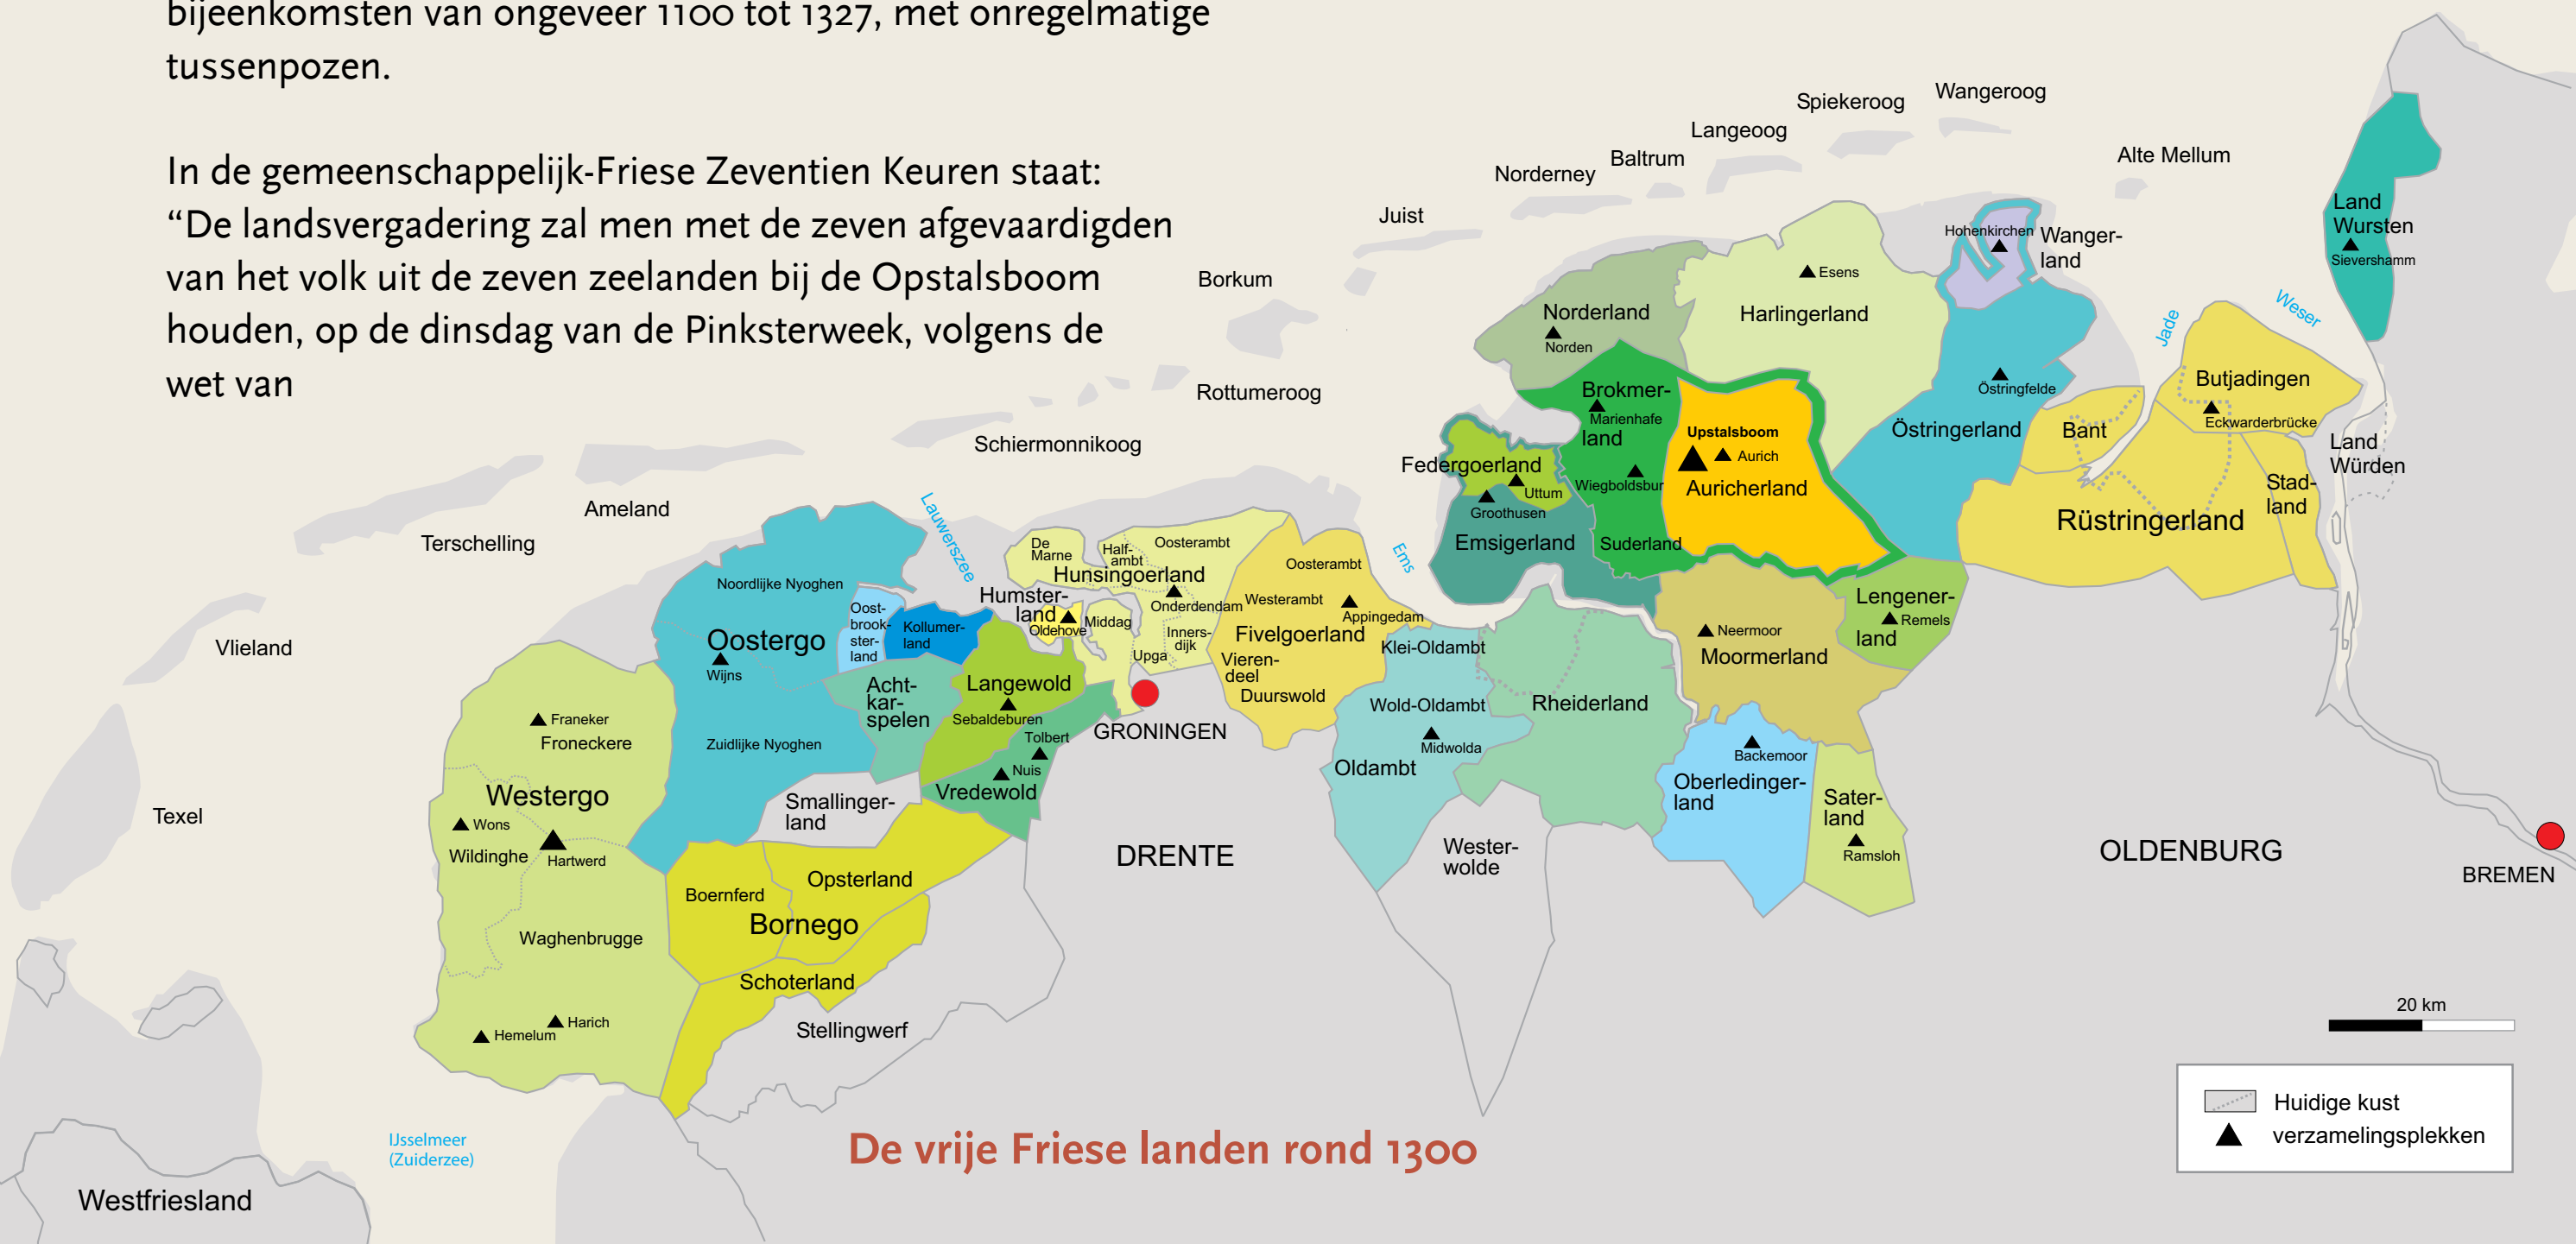 bijeenkomsten van ongeveer 1100 tot 1327, met onregelmatige
tussenpozen.
In de gemeenschappelijk-Friese Zeventien Keuren staat:
“De landsvergadering zal men met de zeven afgevaardigden
van het volk uit de zeven zeelanden bij de Opstalsboom
houden, op de dinsdag van de Pinksterweek, volgens de
wet van
Wangeroog
Spiekeroog
Langeoog
Baltrum
Norderney
Alte Mellum
Juist
Borkum
Rottumeroog
Schiermonnikoog
Ameland
Terschelling
Vlieland
Texel
Land
Wursten
Sievershamm
Hohenkirchen
Wanger-
land
Esens
Harlingerland
Norderland
Norden
Jade
Weser
Butjadingen
Eckwarderbrücke
Östringfelde
Östringerland
Bant
Land
Würden
Stad-
land
Rüstringerland
Brokmer-
Marienhafe
land
Wiegboldsbur
Suderland
Upstalsboom
Aurich
Auricherland
Federgoerland
Uttum
Groothusen
Emsigerland
Ems
Lauwerszee
De
Marne
Half-
ambt
Oosterambt
Hunsingoerland
Onderdendam
Humster-
land
Oldehove
Middag
Inners-
dijk
Upga
Oosterambt
Westerambt
Appingedam
Fivelgoerland
Vieren-
deel
Duurswold
Klei-Oldambt
Wold-Oldambt
Midwolda
Oldambt
Rheiderland
Wester-
wolde
Neermoor
Moormerland
Lengener-
Remels
land
Backemoor
Oberledinger-
land
Sater-
land
Ramsloh
Noordlijke Nyoghen
Oostergo
Wijns
Zuidlijke Nyoghen
Oost-
brook-
ster-
land
Kollumer-
land
Acht-
kar-
spelen
Langewold
Sebaldeburen
Tolbert
Nuis
Vredewold
GRONINGEN
Smallinger-
land
DRENTE
Franeker
Froneckere
Westergo
Wons
Wildinghe
Hartwerd
Waghenbrugge
Harich
Hemelum
Boernferd
Opsterland
Bornego
Schoterland
Stellingwerf
OLDENBURG
BREMEN
IJsselmeer
(Zuiderzee)
Westfriesland
De vrije Friese landen rond 1300
20 km
Huidige kust
verzamelingsplekken